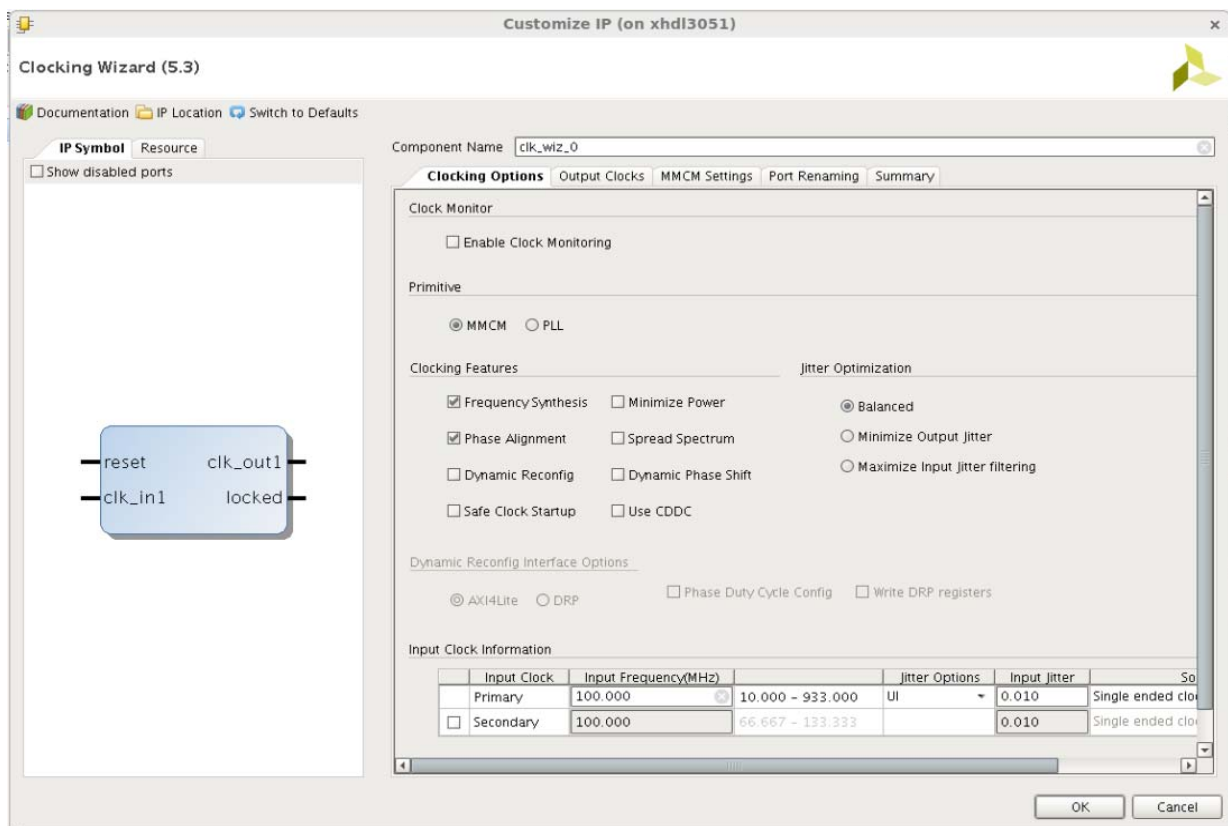 Customize IP (on xhdl3051)
Clocking Wizard (5.3)
Documentation IP Location Switch to Defaults
IP Symbol Resource
Show disabled ports
reset clk_out1
clk_in1 locked
Component Name clk_wiz_0
Clocking Options Output Clocks MMCM Settings Port Renaming Summary
Clock Monitor
Enable Clock Monitoring
Primitive
MMCM PLL
Clocking Features Jitter Optimization
Frequency Synthesis Minimize Power Balanced
Phase Alignment Spread Spectrum Minimize Output Jitter
Dynamic Reconfig Dynamic Phase Shift Maximize Input Jitter filtering
Safe Clock Startup Use CDDC
Dynamic Reconfig Interface Options
AXI4Lite DRP Phase Duty Cycle Config Write DRP registers
Input Clock Information
Input Clock Input Frequency(MHz) Jitter Options Input Jitter So
Primary 100.000 10.000 - 933.000 UI 0.010 Single ended clo
Secondary 100.000 66.667 - 133.333 0.010 Single ended clo
OK Cancel